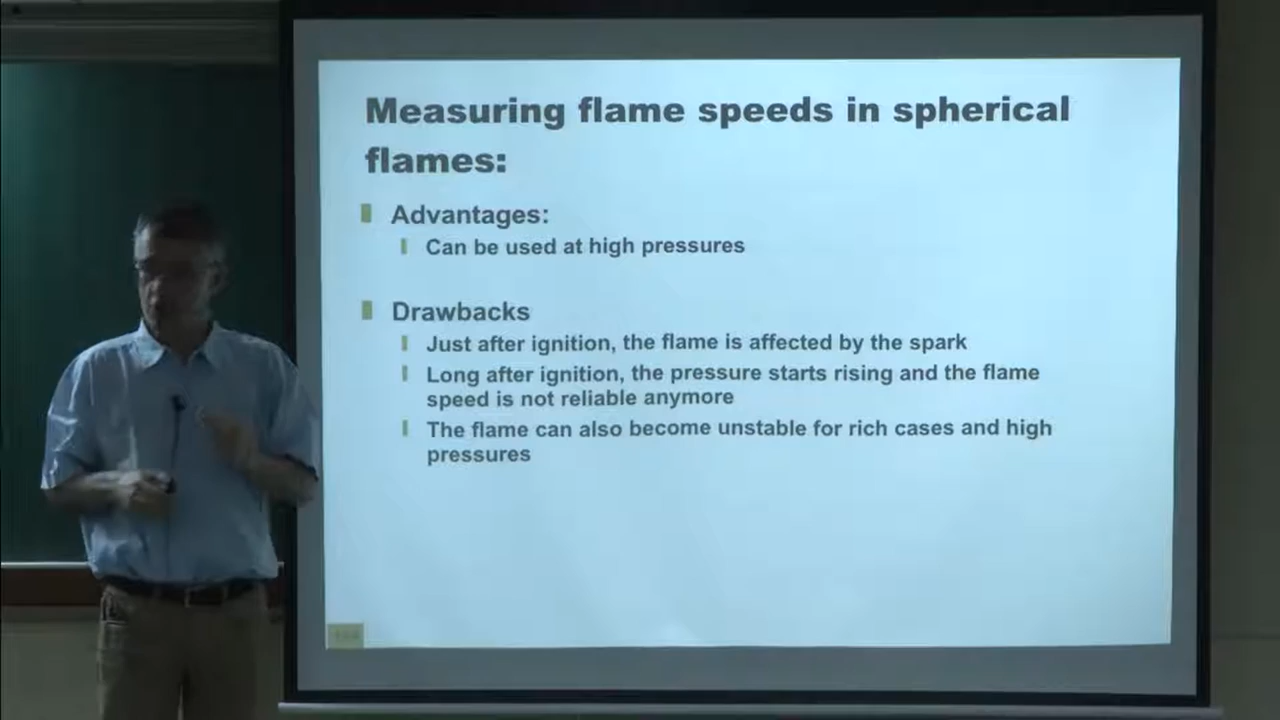 Measuring flame speeds in spherical
flames:
Advantages:
Can be used at high pressures
Drawbacks
Just after ignition, the flame is affected by the spark
Long after ignition, the pressure starts rising and the flame
speed is not reliable anymore
The flame can also become unstable for rich cases and high
pressures